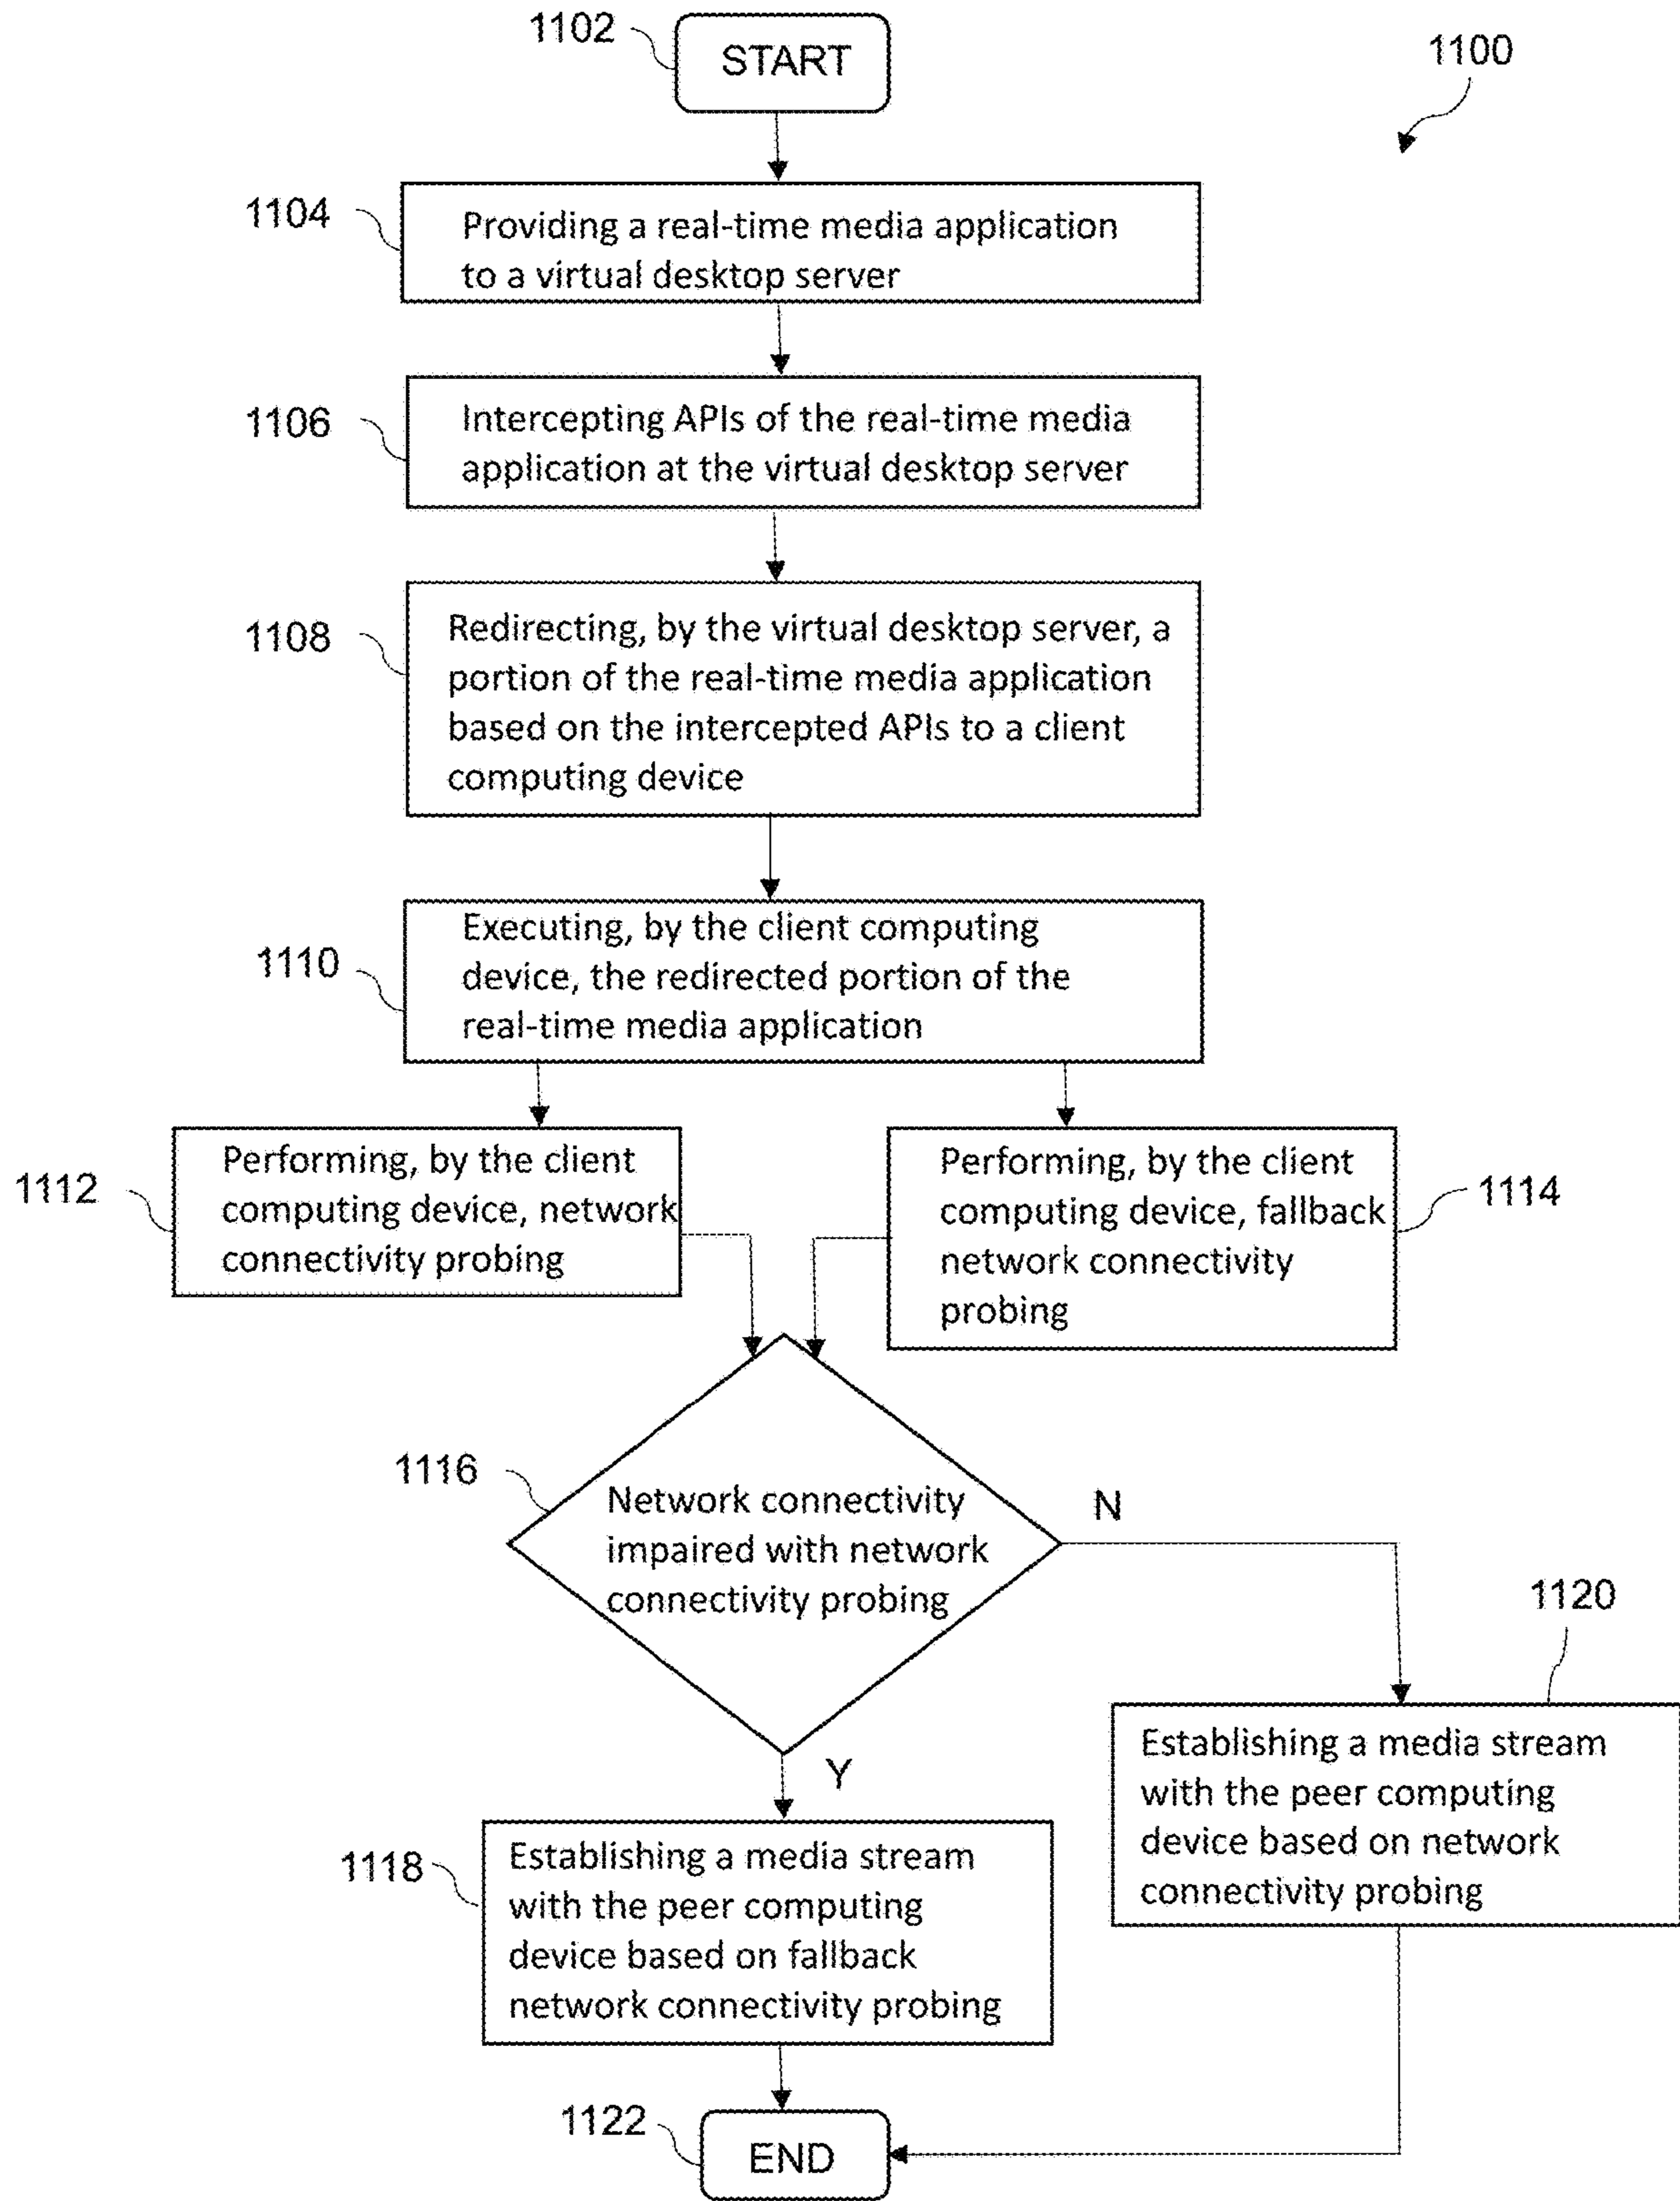 1102
START
1100
1104
Providing a real-time media application
to a virtual desktop server
1106
Intercepting APIs of the real-time media
application at the virtual desktop server
1108
Redirecting, by the virtual desktop server, a
portion of the real-time media application
based on the intercepted APIs to a client
computing device
1110
Executing, by the client computing
device, the redirected portion of the
real-time media application
1112
Performing, by the client
computing device, network
connectivity probing
Performing, by the client
computing device, fallback
network connectivity
probing
1114
1116
Network connectivity
impaired with network
connectivity probing
N
Y
1120
Establishing a media stream
with the peer computing
device based on network
connectivity probing
1118
Establishing a media stream
with the peer computing
device based on fallback
network connectivity probing
1122
END